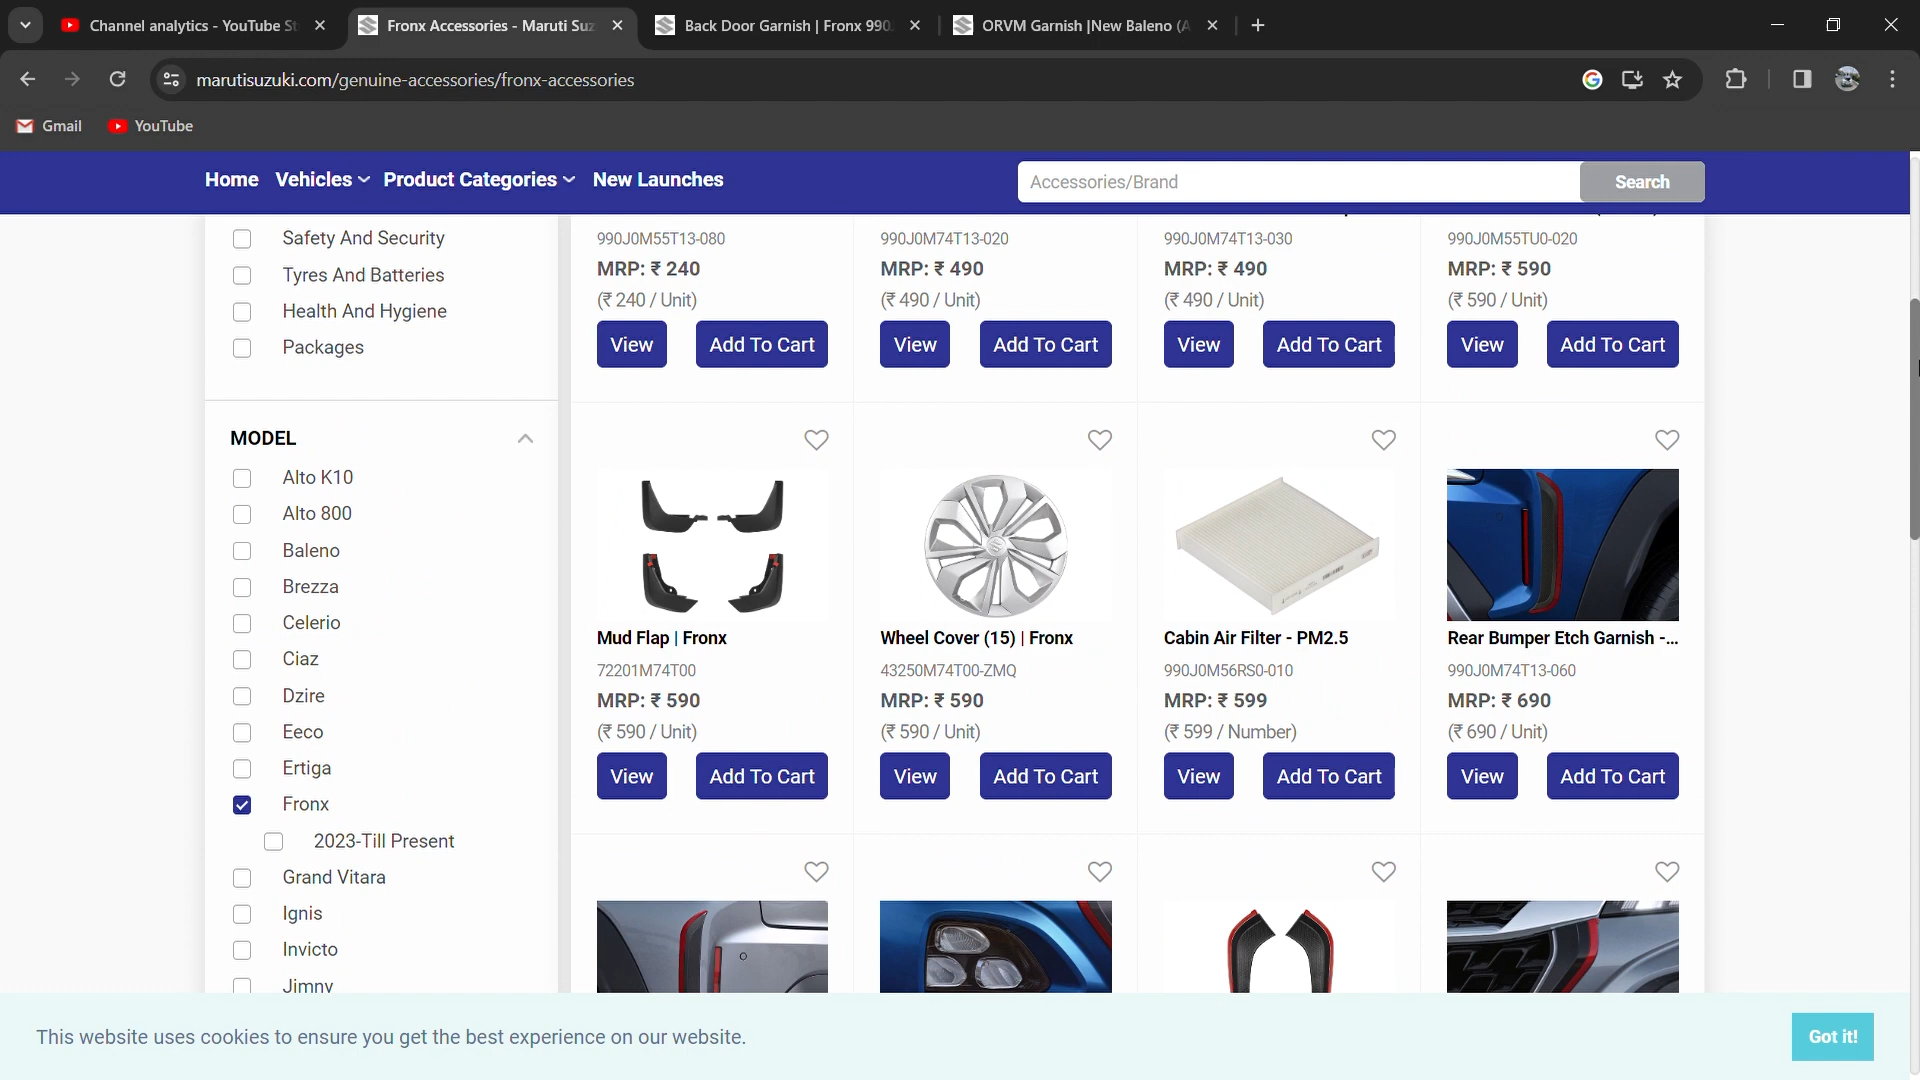 Channel analytics - YouTube St
Fronx Accessories - Maruti Suz
Back Door Garnish | Fronx 990
ORVM Garnish |New Baleno (A
marutisuzuki.com/genuine-accessories/fronx-accessories
Gmail
YouTube
Home
Vehicles
Product Categories
New Launches
Accessories/Brand
Search
Safety And Security
Tyres And Batteries
Health And Hygiene
Packages
MODEL
Alto K10
Alto 800
Baleno
Brezza
Celerio
Ciaz
Dzire
Eeco
Ertiga
Fronx
2023-Till Present
Grand Vitara
Ignis
Invicto
Jimny
990J0M55T13-080
MRP: ₹ 240
(₹ 240 / Unit)
View
Add To Cart
990J0M74T13-020
MRP: ₹ 490
(₹ 490 / Unit)
View
Add To Cart
990J0M74T13-030
MRP: ₹ 490
(₹ 490 / Unit)
View
Add To Cart
990J0M55TU0-020
MRP: ₹ 590
(₹ 590 / Unit)
View
Add To Cart
Mud Flap | Fronx
72201M74T00
MRP: ₹ 590
(₹ 590 / Unit)
View
Add To Cart
Wheel Cover (15) | Fronx
43250M74T00-ZMQ
MRP: ₹ 590
(₹ 590 / Unit)
View
Add To Cart
Cabin Air Filter - PM2.5
990J0M56RS0-010
MRP: ₹ 599
(₹ 599 / Number)
View
Add To Cart
Rear Bumper Etch Garnish -...
990J0M74T13-060
MRP: ₹ 690
(₹ 690 / Unit)
View
Add To Cart
This website uses cookies to ensure you get the best experience on our website.
Got it!